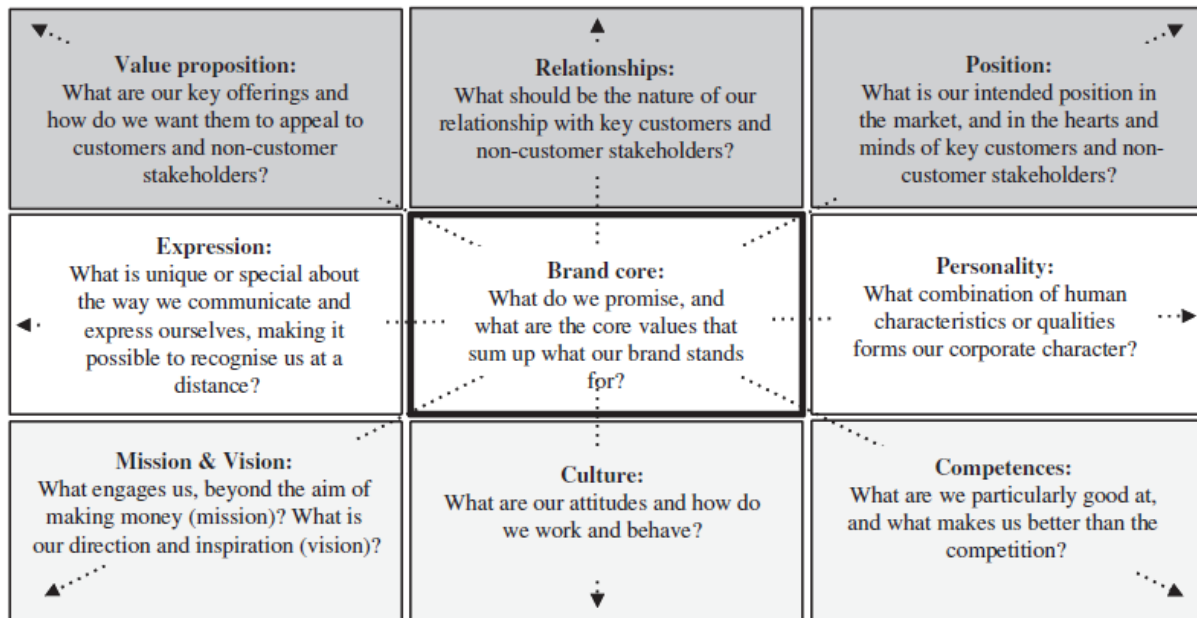 Value proposition:
What are our key offerings and
how do we want them to appeal to
customers and non-customer
stakeholders?
Relationships:
What should be the nature of our
relationship with key customers and
non-customer stakeholders?
Position:
What is our intended position in
the market, and in the hearts and
minds of key customers and non-
customer stakeholders?
Expression:
What is unique or special about
the way we communicate and
express ourselves, making it
possible to recognise us at a
distance?
Brand core:
What do we promise, and
what are the core values that
sum up what our brand stands
for?
Personality:
What combination of human
characteristics or qualities
forms our corporate character?
Mission & Vision:
What engages us, beyond the aim of
making money (mission)? What is
our direction and inspiration (vision)?
Culture:
What are our attitudes and how do
we work and behave?
Competences:
What are we particularly good at,
and what makes us better than the
competition?